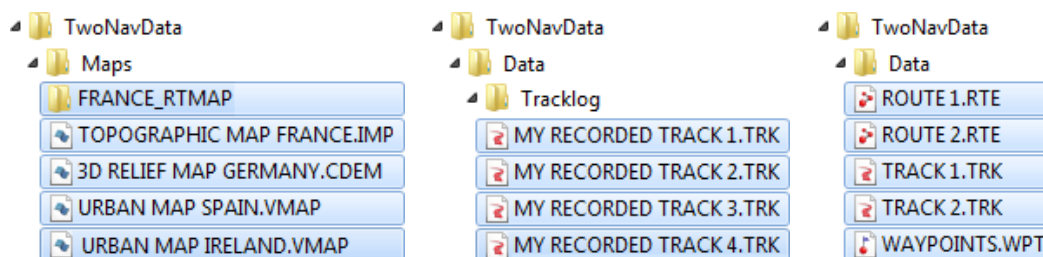 TwoNavData
Maps
FRANCE_RTMAP
TOPOGRAPHIC MAP FRANCE.IMP
3D RELIEF MAP GERMANY.CDEM
URBAN MAP SPAIN.VMAP
URBAN MAP IRELAND.VMAP
TwoNavData
Data
Tracklog
MY RECORDED TRACK 1.TRK
MY RECORDED TRACK 2.TRK
MY RECORDED TRACK 3.TRK
MY RECORDED TRACK 4.TRK
TwoNavData
Data
ROUTE 1.RTE
ROUTE 2.RTE
TRACK 1.TRK
TRACK 2.TRK
WAYPOINTS.WPT